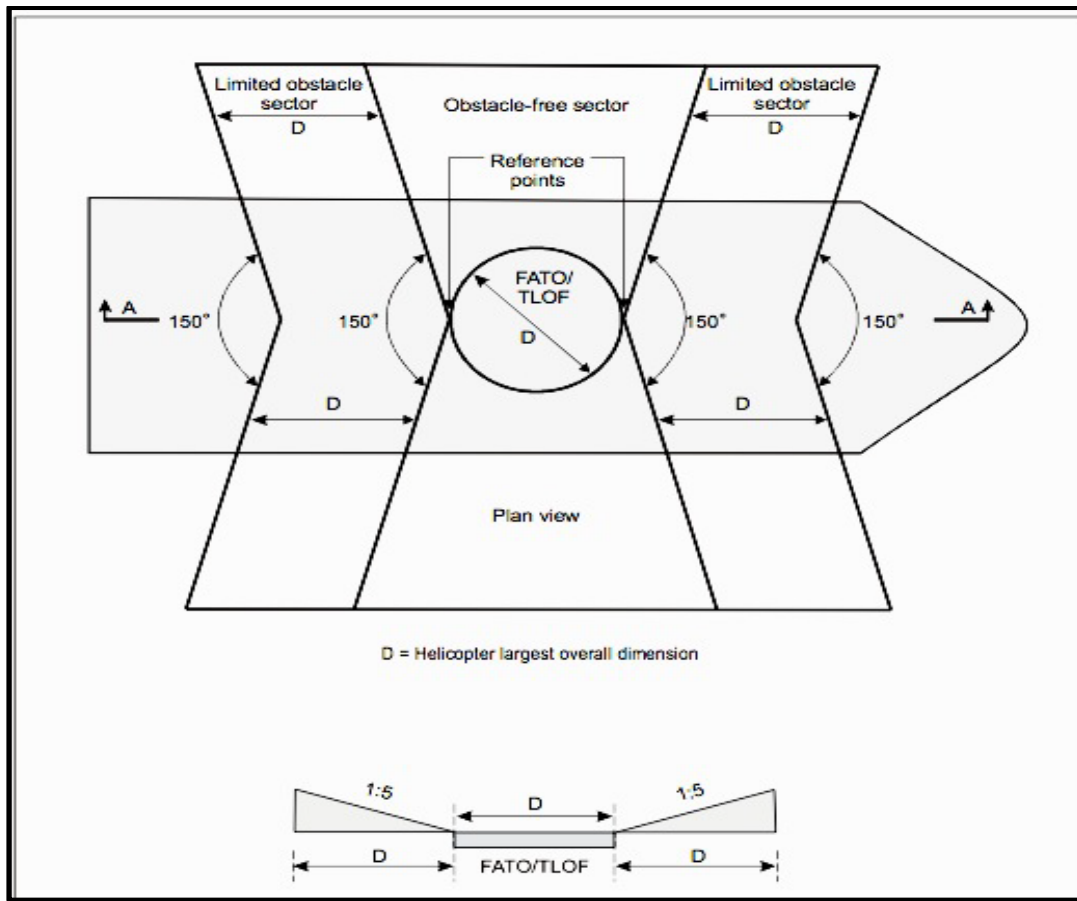 Limited obstacle
sector
D
Obstacle-free sector
Limited obstacle
sector
D
Reference
points
FATO/
TLOF
D
A
150°
150°
150°
150°
A
D
D
Plan view
D = Helicopter largest overall dimension
1:5
D
1:5
D
FATO/TLOF
D